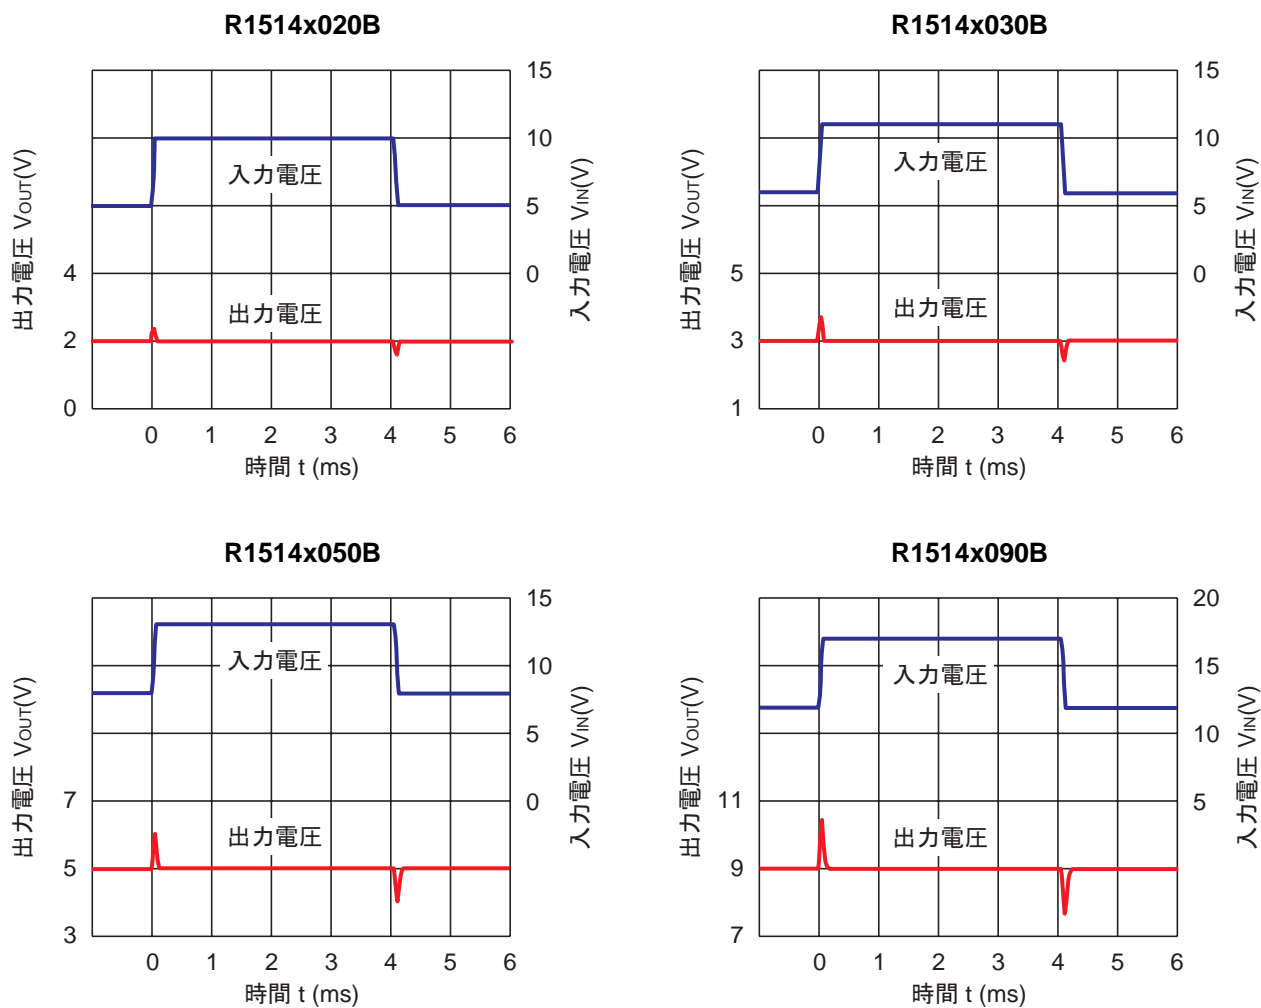 R1514x020B
15
10
5
0
4
2
0
入力電圧
出力電圧
0 1 2 3 4 5 6
時間 t (ms)
出力電圧 VOUT(V)
入力電圧 VIN(V)
R1514x030B
15
10
5
0
5
3
1
入力電圧
出力電圧
0 1 2 3 4 5 6
時間 t (ms)
出力電圧 VOUT(V)
入力電圧 VIN(V)
R1514x050B
15
10
5
0
7
5
3
入力電圧
出力電圧
0 1 2 3 4 5 6
時間 t (ms)
出力電圧 VOUT(V)
入力電圧 VIN(V)
R1514x090B
20
15
10
5
11
9
7
入力電圧
出力電圧
0 1 2 3 4 5 6
時間 t (ms)
出力電圧 VOUT(V)
入力電圧 VIN(V)